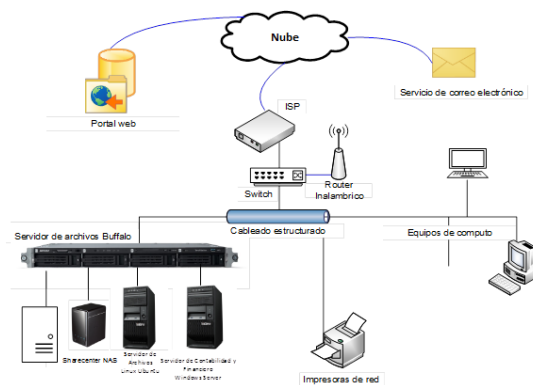 Nube
Portal web
Servicio de correo electrónico
ISP
Switch
Router
Inalambrico
Servidor de archivos Buffalo
Cableado estructurado
Equipos de computo
Sharecenter NAS
Servidor de
Archivos
Linux Ubuntu
Servidor de Contabilidad y
Financiero
Windows Server
Impresoras de red